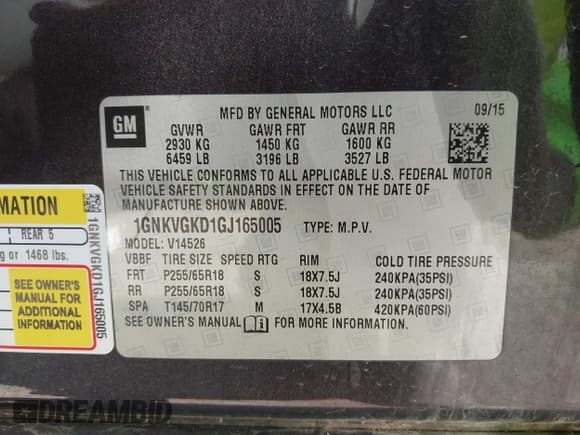 GM
MFD BY GENERAL MOTORS LLC 09/15
GVWR GAWR FRT GAWR RR
2930 KG 1450 KG 1600 KG
6459 LB 3196 LB 3527 LB
THIS VEHICLE CONFORMS TO ALL APPLICABLE U.S. FEDERAL MOTOR
VEHICLE SAFETY STANDARDS IN EFFECT ON THE DATE OF
MANUFACTURE SHOWN ABOVE.
1GNKVGKD1GJ165005 TYPE: M.P.V.
MODEL: V14526
VBBF TIRE SIZE SPEED RTG RIM COLD TIRE PRESSURE
FRT P255/65R18 S 18X7.5J 240KPA(35PSI)
RR P255/65R18 S 18X7.5J 240KPA(35PSI)
SPA T145/70R17 M 17X4.5B 420KPA(60PSI)
SEE OWNER'S MANUAL i FOR MORE INFORMATION.
MATION
REAR 5
g or 1468 lbs.
SEE OWNER'S
MANUAL FOR
ADDITIONAL
INFORMATION
1GNKVGKD1GJ165005
DREAMBID